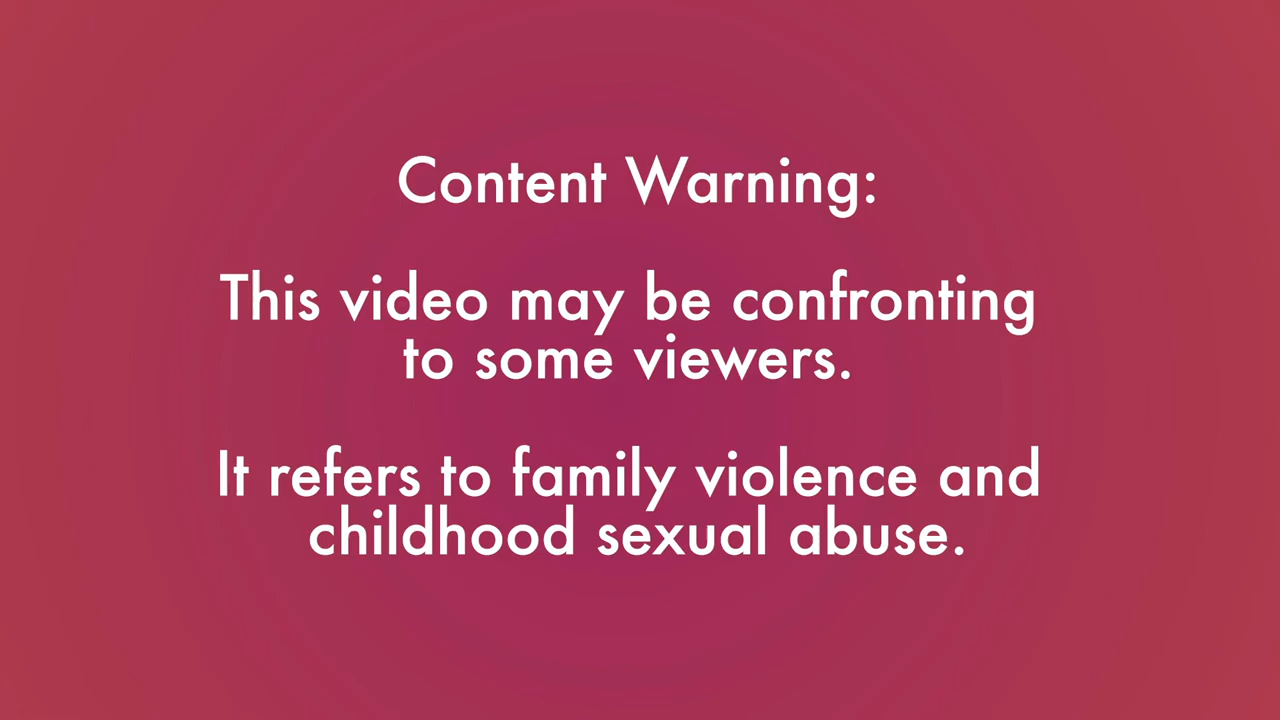 Content Warning:
This video may be confronting
to some viewers.
It refers to family violence and
childhood sexual abuse.